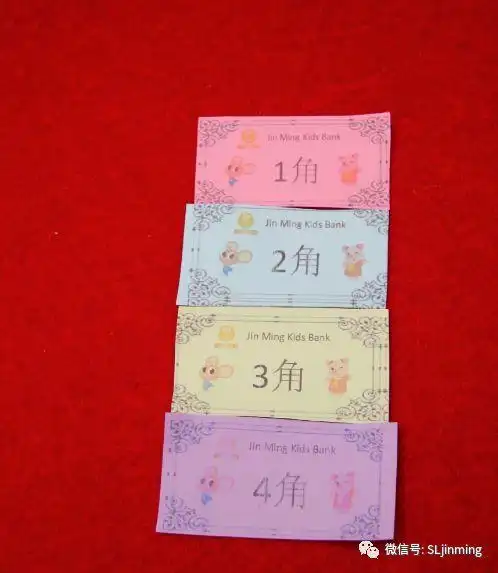 Jin Ming Kids Bank
1角
Jin Ming Kids Bank
2角
Jin Ming Kids Bank
3角
Jin Ming Kids Bank
4角
微信号: SLjinming